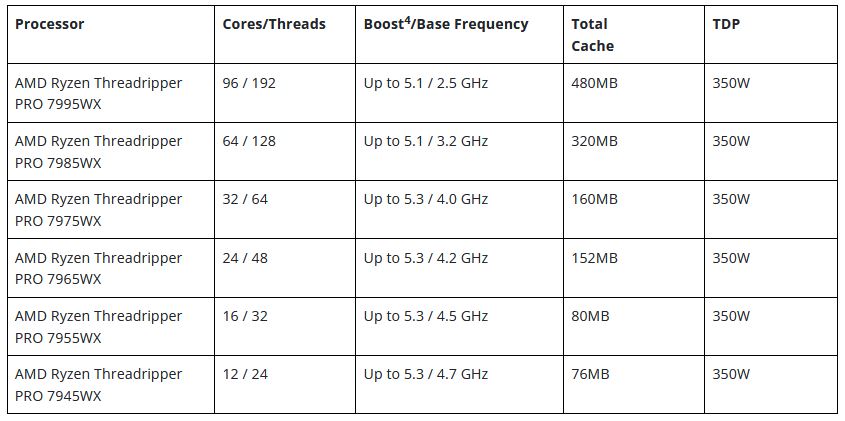 Processor Cores/Threads Boost⁴/Base Frequency Total Cache TDP
AMD Ryzen Threadripper PRO 7995WX 96 / 192 Up to 5.1 / 2.5 GHz 480MB 350W
AMD Ryzen Threadripper PRO 7985WX 64 / 128 Up to 5.1 / 3.2 GHz 320MB 350W
AMD Ryzen Threadripper PRO 7975WX 32 / 64 Up to 5.3 / 4.0 GHz 160MB 350W
AMD Ryzen Threadripper PRO 7965WX 24 / 48 Up to 5.3 / 4.2 GHz 152MB 350W
AMD Ryzen Threadripper PRO 7955WX 16 / 32 Up to 5.3 / 4.5 GHz 80MB 350W
AMD Ryzen Threadripper PRO 7945WX 12 / 24 Up to 5.3 / 4.7 GHz 76MB 350W